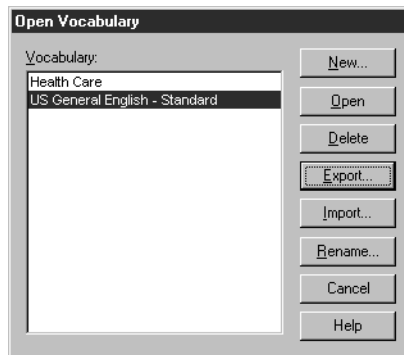 Open Vocabulary
Vocabulary:
Health Care
US General English - Standard
New...
Open
Delete
Export...
Import...
Rename...
Cancel
Help